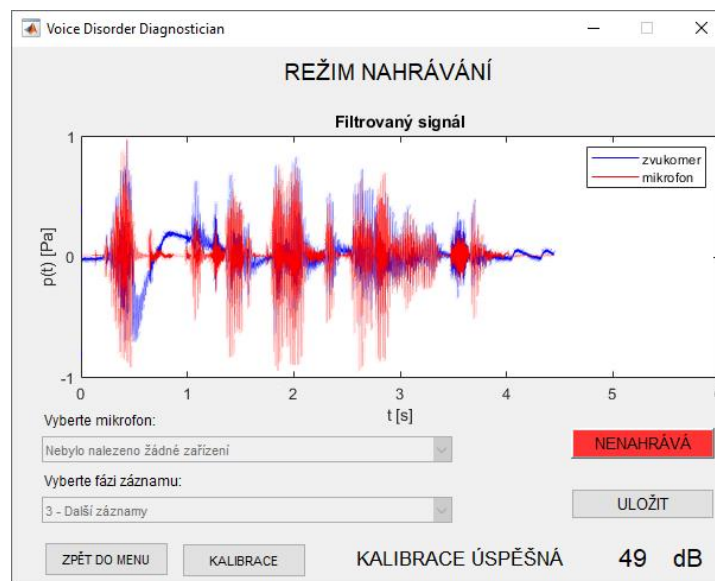 Voice Disorder Diagnostician
REŽIM NAHRÁVÁNÍ
Filtrovaný signál
1
zvukomer
mikrofon
p(t) [Pa]
0
-1
0 1 2 3 4 5
t [s]
Vyberte mikrofon:
Nebylo nalezeno žádné zařízení
NENAHRÁVÁ
Vyberte fázi záznamu:
3 - Další záznamy
ULOŽIT
ZPĚT DO MENU KALIBRACE KALIBRACE ÚSPĚŠNÁ 49 dB